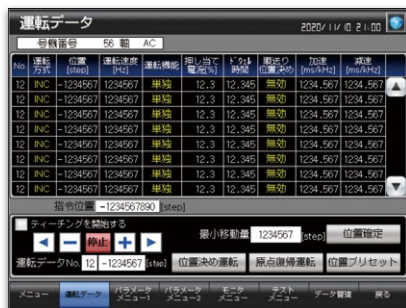 運転データ 2020/11/10 21:00
号機番号 56 軸 AC
No. 運転方式 位置[step] 運転速度[Hz] 運転機能 押し当て電流[%] ドウェル時間 順送り位置決め 加速[ms/kHz] 減速[ms/kHz]
12 INC -1234567 1234567 単独 12.3 12.345 無効 1234.567 1234.567
12 INC -1234567 1234567 単独 12.3 12.345 無効 1234.567 1234.567
12 INC -1234567 1234567 単独 12.3 12.345 無効 1234.567 1234.567
12 INC -1234567 1234567 単独 12.3 12.345 無効 1234.567 1234.567
12 INC -1234567 1234567 単独 12.3 12.345 無効 1234.567 1234.567
12 INC -1234567 1234567 単独 12.3 12.345 無効 1234.567 1234.567
12 INC -1234567 1234567 単独 12.3 12.345 無効 1234.567 1234.567
12 INC -1234567 1234567 単独 12.3 12.345 無効 1234.567 1234.567
指令位置 -1234567890 [step]
ティーチングを開始する
− 停止 + 最小移動量 1234567 [step] 位置確定
運転データNo. 12 -1234567 [step] 位置決め運転 原点復帰運転 位置プリセット
メニュー 運転データ パラメータメニュー1 パラメータメニュー2 モニタメニュー テストメニュー データ管理 戻る